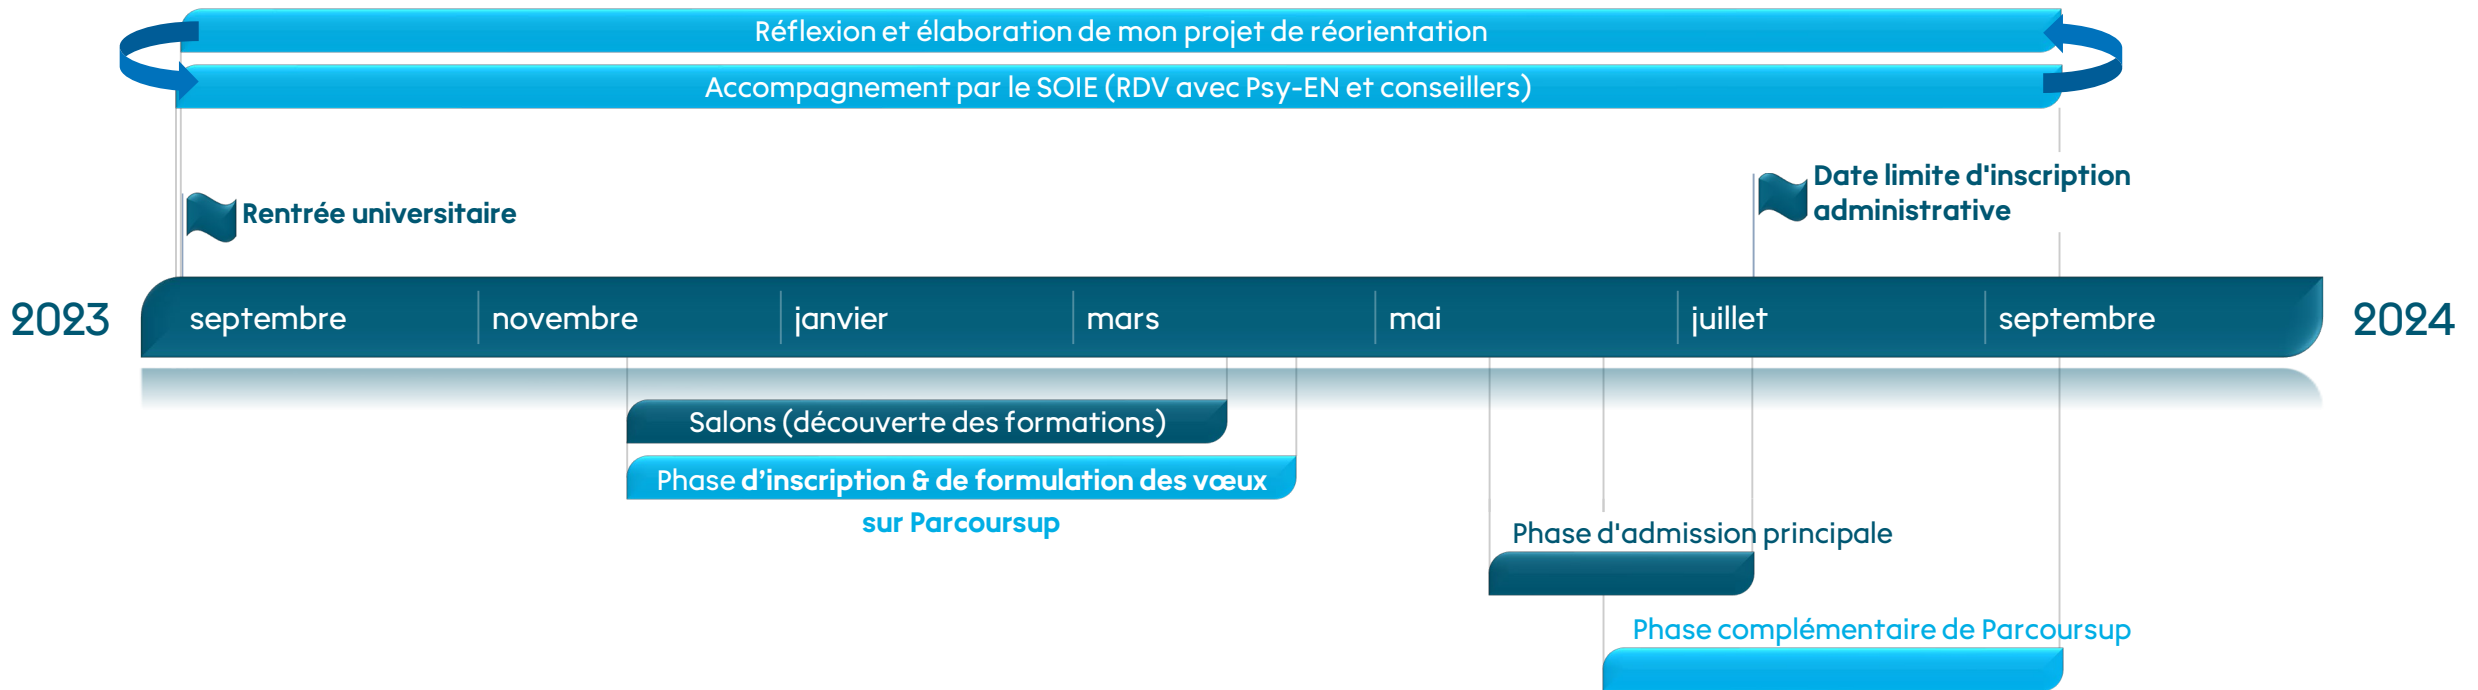 Réflexion et élaboration de mon projet de réorientation
Accompagnement par le SOIE (RDV avec Psy-EN et conseillers)
Rentrée universitaire
Date limite d'inscription
administrative
2023 septembre novembre janvier mars mai juillet septembre 2024
Salons (découverte des formations)
Phase d’inscription & de formulation des vœux
sur Parcoursup
Phase d'admission principale
Phase complémentaire de Parcoursup